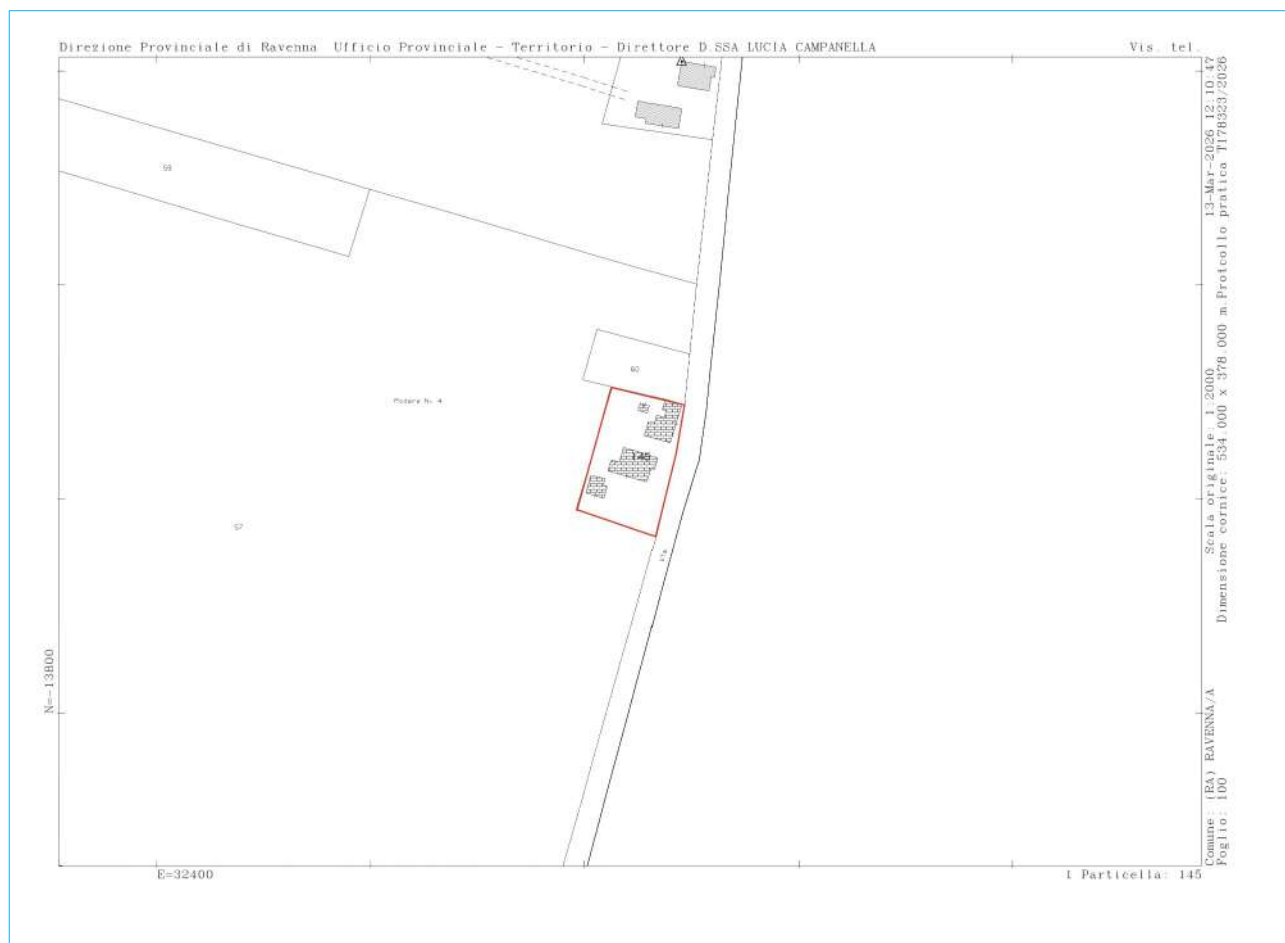 Direzione Provinciale di Ravenna Ufficio Provinciale - Territorio - Direttore D.SSA LUCIA CAMPANELLA
Vis. tel.
13-Mar-2026 12:10:47
Scala originale: 1:2000
Protcollo pratica T178323/2026
Dimensione cornice: 534.000 x 378.000 m
60
Podere N. 4
145
57
N=-13800
Comune: (RA) RAVENNA/A
Foglio: 100
E=32400
1 Particella: 145